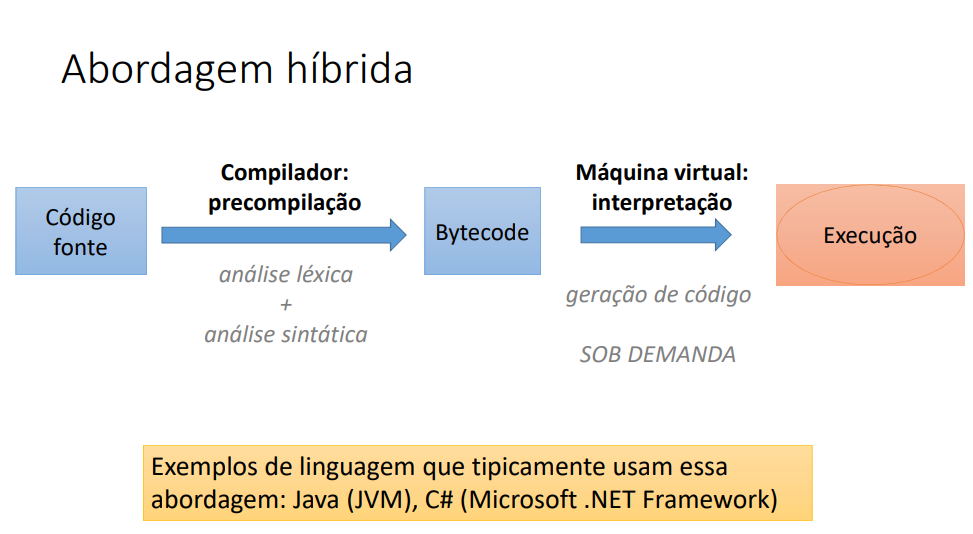 Abordagem híbrida
Compilador:
precompilação
Máquina virtual:
interpretação
Código
fonte
Bytecode
Execução
análise léxica
+
análise sintática
geração de código
SOB DEMANDA
Exemplos de linguagem que tipicamente usam essa
abordagem: Java (JVM), C# (Microsoft .NET Framework)